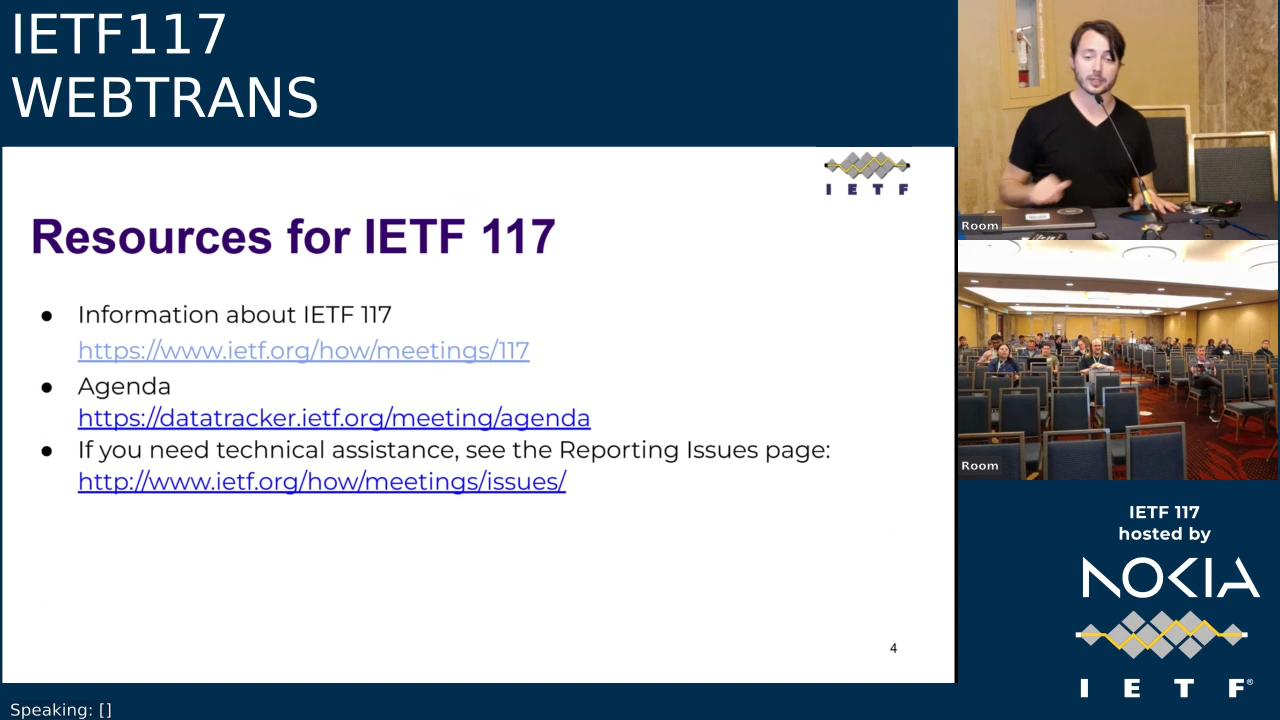 IETF117
WEBTRANS
I E T F
Resources for IETF 117
● Information about IETF 117
https://www.ietf.org/how/meetings/117
● Agenda
https://datatracker.ietf.org/meeting/agenda
● If you need technical assistance, see the Reporting Issues page:
http://www.ietf.org/how/meetings/issues/
4
Room
Room
IETF 117
hosted by
NOKIA
I E T F®
Speaking: []